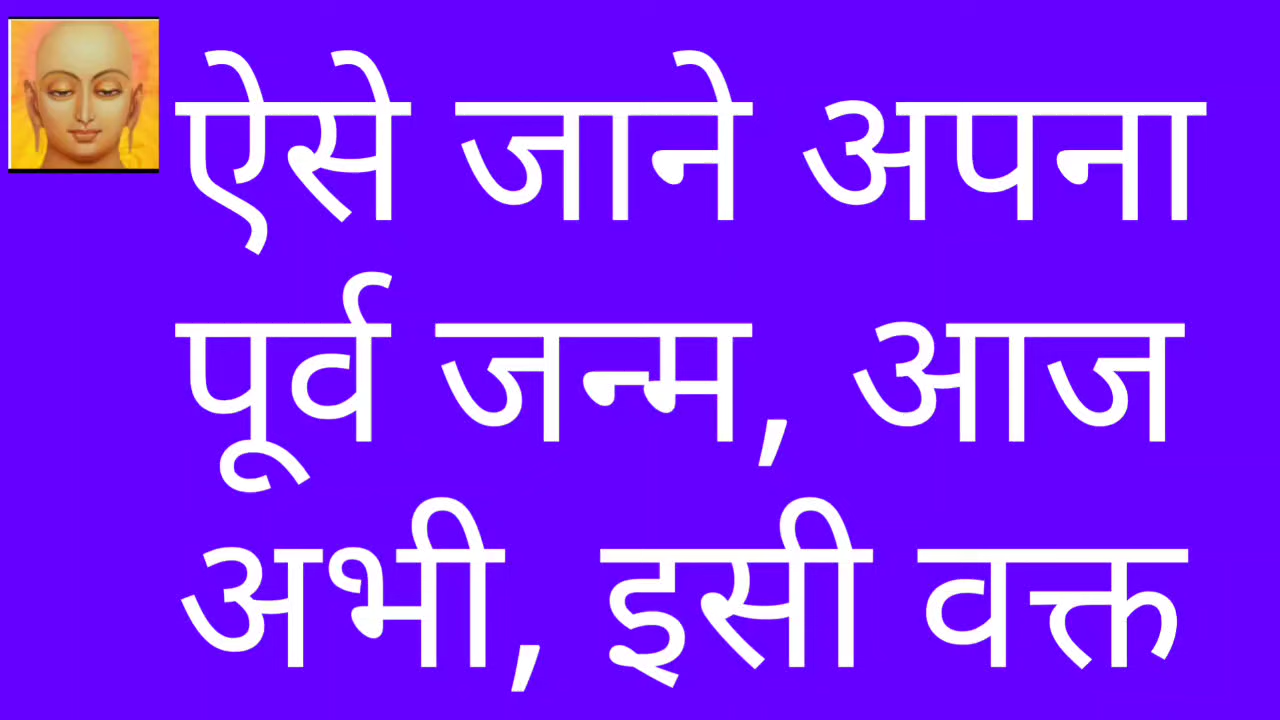 ऐसे जाने अपना
पूर्व जन्म, आज
अभी, इसी वक्त